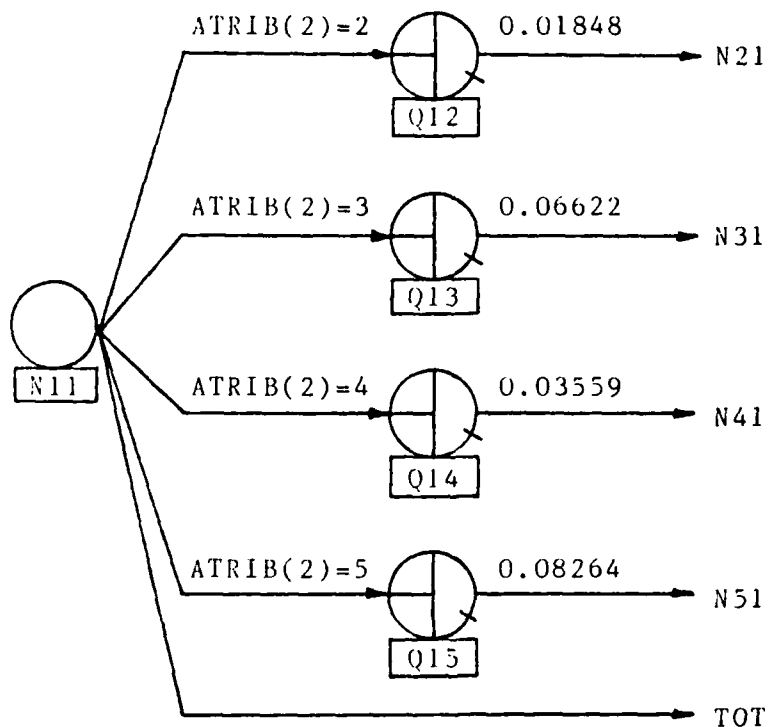 ATRIB(2)=2 0.01848 N21
Q12
ATRIB(2)=3 0.06622 N31
Q13
N11
ATRIB(2)=4 0.03559 N41
Q14
ATRIB(2)=5 0.08264 N51
Q15
TOT